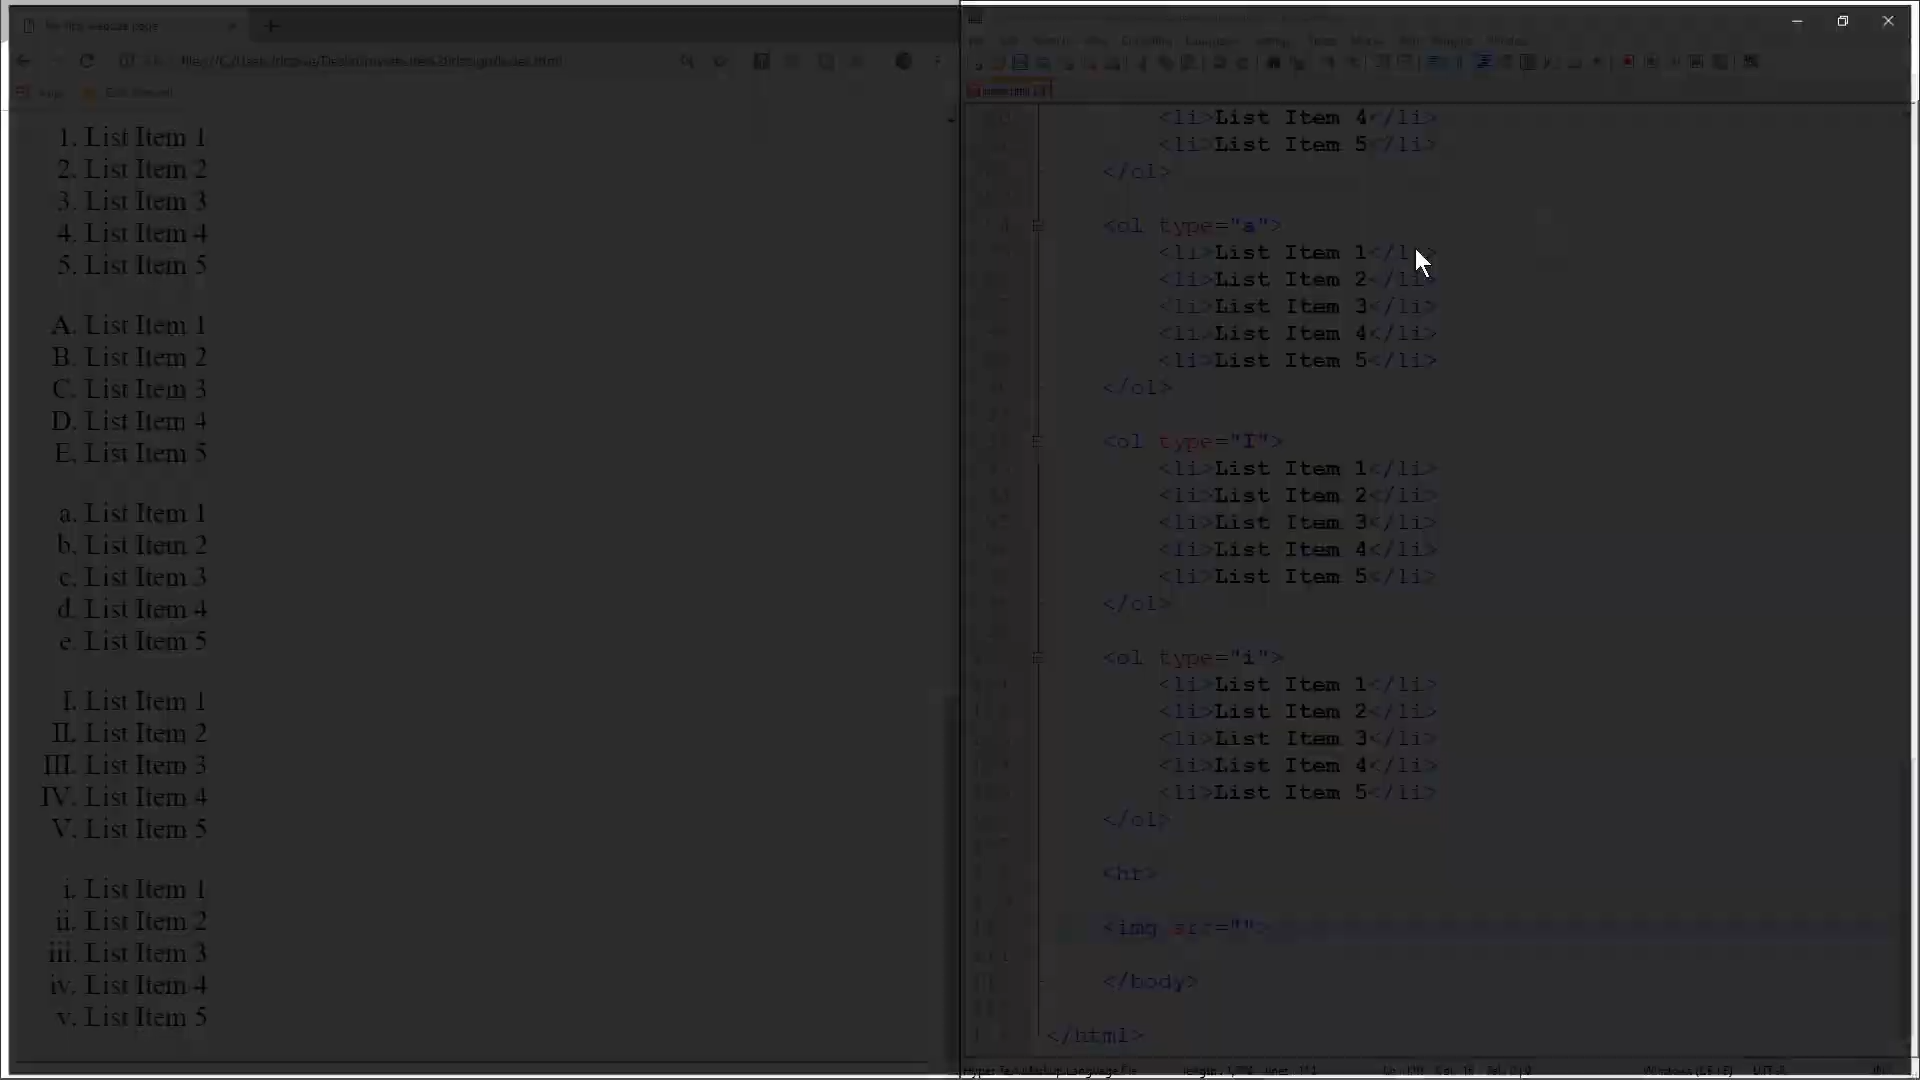 My first website page
1. List Item 1
2. List Item 2
3. List Item 3
4. List Item 4
5. List Item 5
A. List Item 1
B. List Item 2
C. List Item 3
D. List Item 4
E. List Item 5
a. List Item 1
b. List Item 2
c. List Item 3
d. List Item 4
e. List Item 5
I. List Item 1
II. List Item 2
III. List Item 3
IV. List Item 4
V. List Item 5
i. List Item 1
ii. List Item 2
iii. List Item 3
iv. List Item 4
v. List Item 5
<li>List Item 4</li>
<li>List Item 5</li>
</ol>
<ol type="a">
<li>List Item 1</li>
<li>List Item 2</li>
<li>List Item 3</li>
<li>List Item 4</li>
<li>List Item 5</li>
</ol>
<ol type="I">
<li>List Item 1</li>
<li>List Item 2</li>
<li>List Item 3</li>
<li>List Item 4</li>
<li>List Item 5</li>
</ol>
<ol type="i">
<li>List Item 1</li>
<li>List Item 2</li>
<li>List Item 3</li>
<li>List Item 4</li>
<li>List Item 5</li>
</ol>
<hr>
<img src="">
</body>
</html>